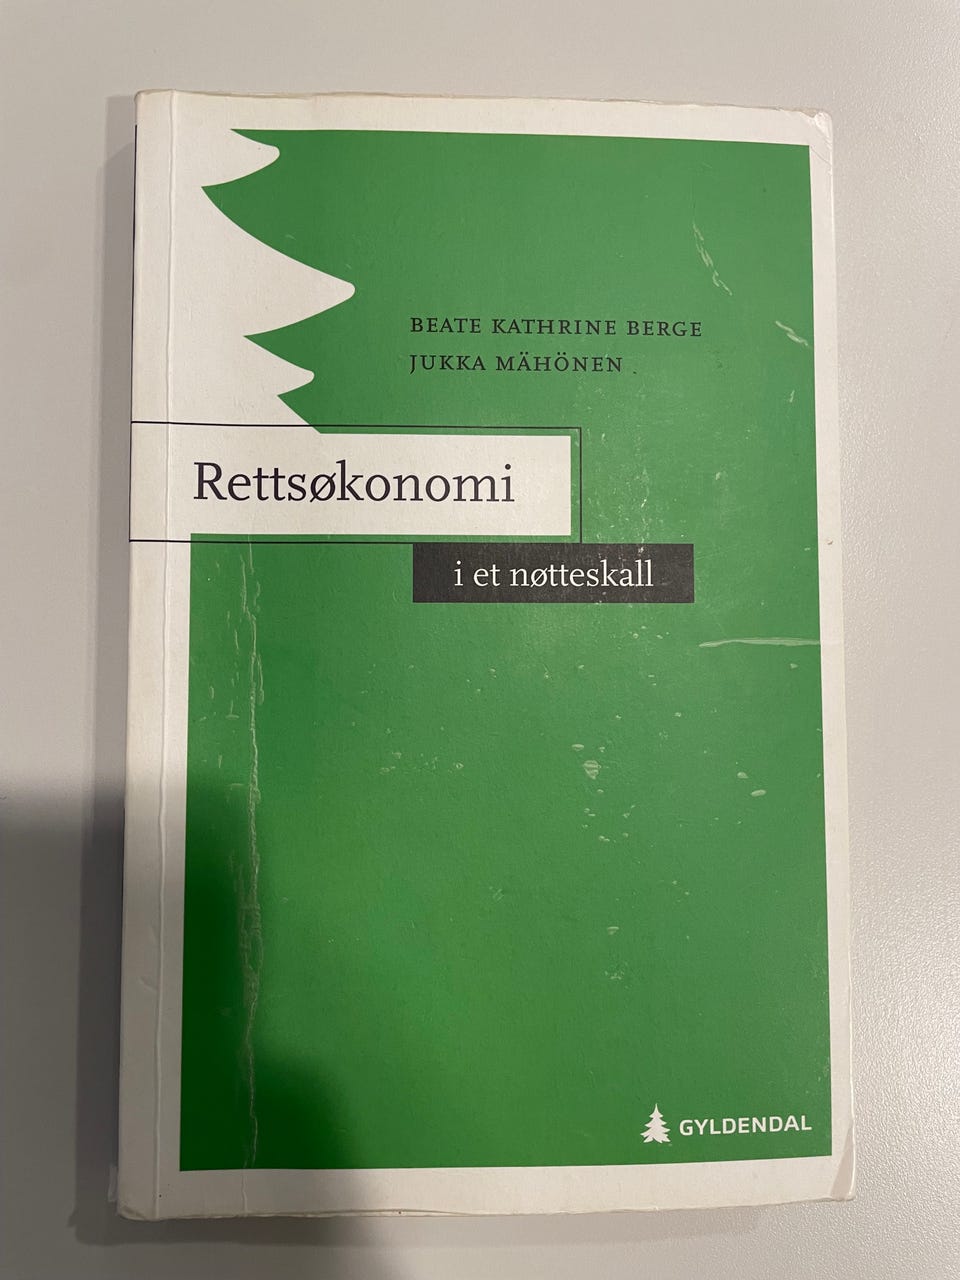 BEATE KATHRINE BERGE
JUKKA MÄHÖNEN
Rettsøkonomi
i et nøtteskall
GYLDENDAL